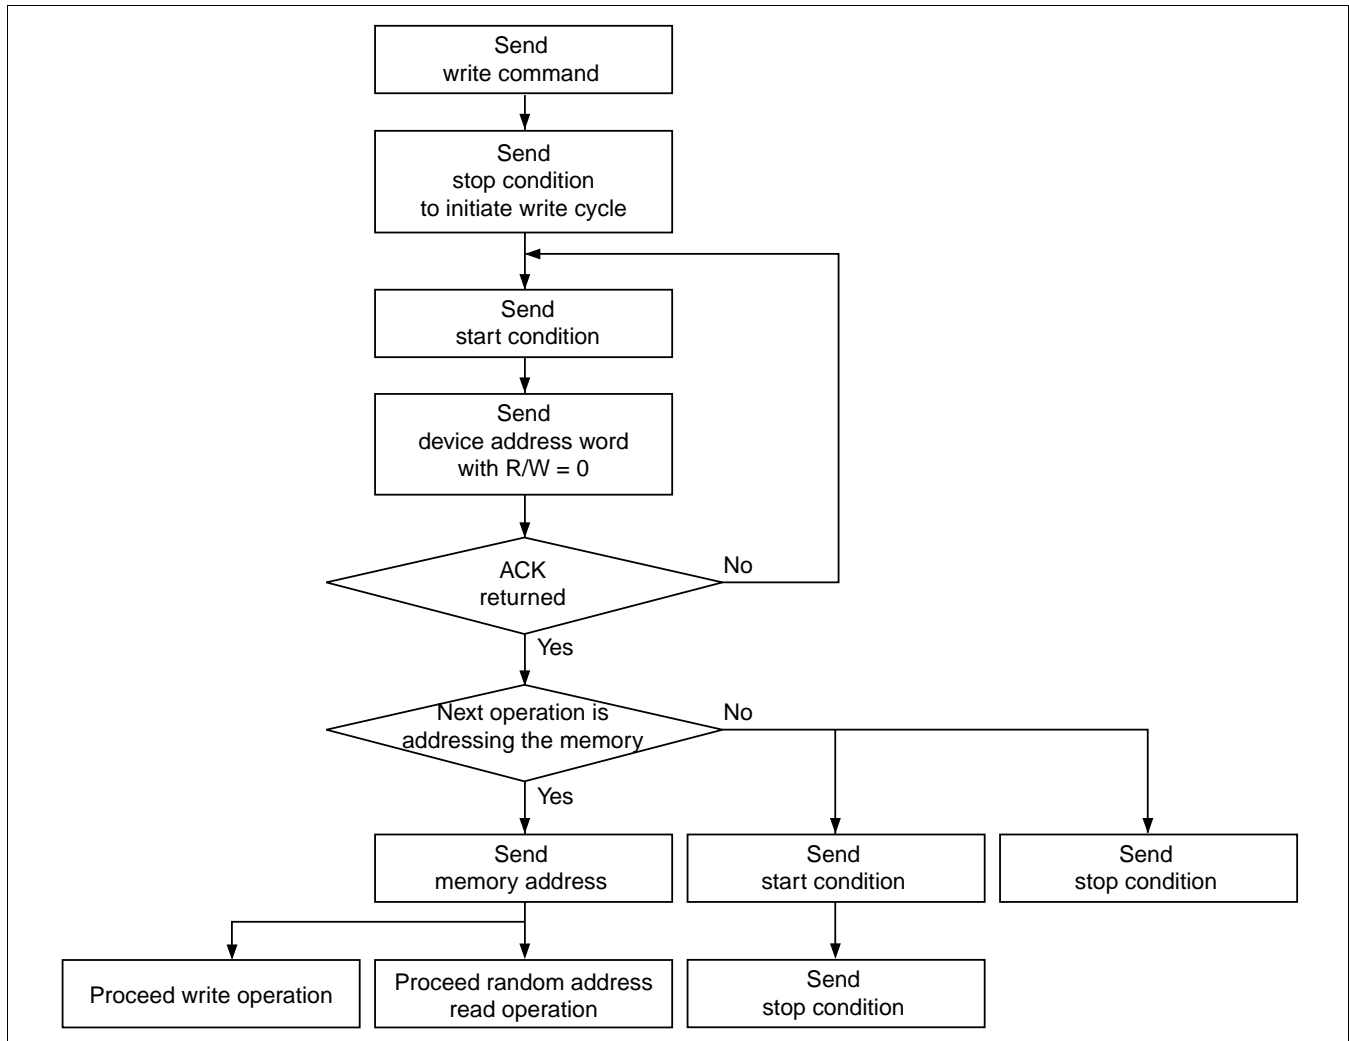 Send
write command
Send
stop condition
to initiate write cycle
Send
start condition
Send
device address word
with R/W = 0
ACK
returned
No
Yes
Next operation is
addressing the memory
No
Yes
Send
memory address
Send
start condition
Send
stop condition
Proceed write operation
Proceed random address
read operation
Send
stop condition